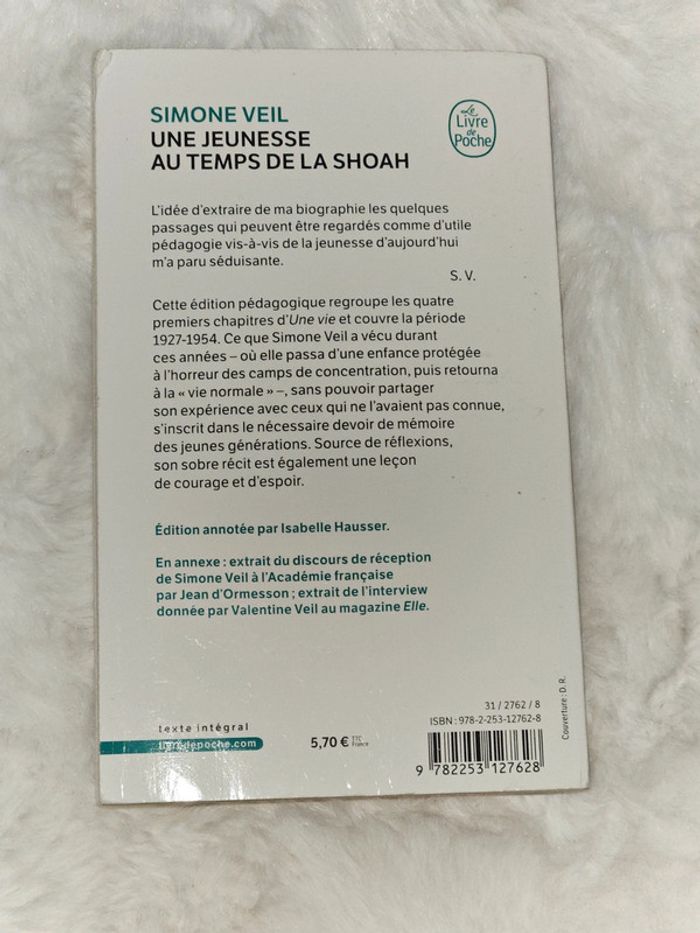 SIMONE VEIL
UNE JEUNESSE
AU TEMPS DE LA SHOAH
Le
Livre
de
Poche
L'idée d'extraire de ma biographie les quelques
passages qui peuvent être regardés comme d'utile
pédagogie vis-à-vis de la jeunesse d'aujourd'hui
m'a paru séduisante.
S. V.
Cette édition pédagogique regroupe les quatre
premiers chapitres d'Une vie et couvre la période
1927-1954. Ce que Simone Veil a vécu durant
ces années – où elle passa d'une enfance protégée
à l'horreur des camps de concentration, puis retourna
à la « vie normale » –, sans pouvoir partager
son expérience avec ceux qui ne l'avaient pas connue,
s'inscrit dans le nécessaire devoir de mémoire
des jeunes générations. Source de réflexions,
son sobre récit est également une leçon
de courage et d'espoir.
Édition annotée par Isabelle Hausser.
En annexe : extrait du discours de réception
de Simone Veil à l'Académie française
par Jean d'Ormesson ; extrait de l'interview
donnée par Valentine Veil au magazine Elle.
texte intégral
livredepoche.com
5,70 € TTC
France
31 / 2762 / 8
ISBN : 978-2-253-12762-8
9 782253 127628
Couverture : D. R.